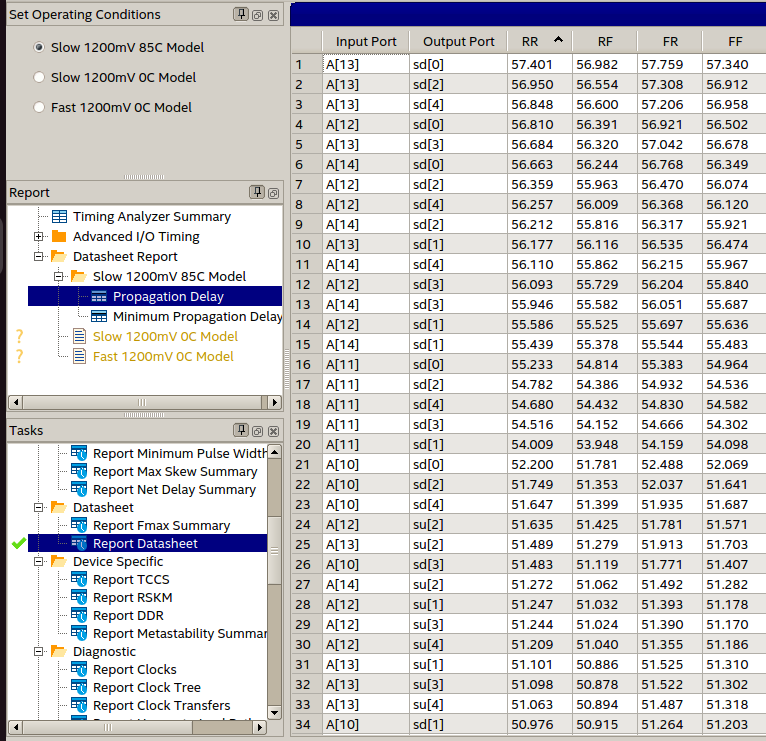 Set Operating Conditions
Slow 1200mV 85C Model
Slow 1200mV 0C Model
Fast 1200mV 0C Model
Report
Timing Analyzer Summary
Advanced I/O Timing
Datasheet Report
Slow 1200mV 85C Model
Propagation Delay
Minimum Propagation Delay
? Slow 1200mV 0C Model
? Fast 1200mV 0C Model
Tasks
Report Minimum Pulse Width
Report Max Skew Summary
Report Net Delay Summary
Datasheet
Report Fmax Summary
Report Datasheet
Device Specific
Report TCCS
Report RSKM
Report DDR
Report Metastability Summar
Diagnostic
Report Clocks
Report Clock Tree
Report Clock Transfers
Input Port Output Port RR RF FR FF
1 A[13] sd[0] 57.401 56.982 57.759 57.340
2 A[13] sd[2] 56.950 56.554 57.308 56.912
3 A[13] sd[4] 56.848 56.600 57.206 56.958
4 A[12] sd[0] 56.810 56.391 56.921 56.502
5 A[13] sd[3] 56.684 56.320 57.042 56.678
6 A[14] sd[0] 56.663 56.244 56.768 56.349
7 A[12] sd[2] 56.359 55.963 56.470 56.074
8 A[12] sd[4] 56.257 56.009 56.368 56.120
9 A[14] sd[2] 56.212 55.816 56.317 55.921
10 A[13] sd[1] 56.177 56.116 56.535 56.474
11 A[14] sd[4] 56.110 55.862 56.215 55.967
12 A[12] sd[3] 56.093 55.729 56.204 55.840
13 A[14] sd[3] 55.946 55.582 56.051 55.687
14 A[12] sd[1] 55.586 55.525 55.697 55.636
15 A[14] sd[1] 55.439 55.378 55.544 55.483
16 A[11] sd[0] 55.233 54.814 55.383 54.964
17 A[11] sd[2] 54.782 54.386 54.932 54.536
18 A[11] sd[4] 54.680 54.432 54.830 54.582
19 A[11] sd[3] 54.516 54.152 54.666 54.302
20 A[11] sd[1] 54.009 53.948 54.159 54.098
21 A[10] sd[0] 52.200 51.781 52.488 52.069
22 A[10] sd[2] 51.749 51.353 52.037 51.641
23 A[10] sd[4] 51.647 51.399 51.935 51.687
24 A[12] su[2] 51.635 51.425 51.781 51.571
25 A[13] su[2] 51.489 51.279 51.913 51.703
26 A[10] sd[3] 51.483 51.119 51.771 51.407
27 A[14] su[2] 51.272 51.062 51.492 51.282
28 A[12] su[1] 51.247 51.032 51.393 51.178
29 A[12] su[3] 51.244 51.024 51.390 51.170
30 A[12] su[4] 51.209 51.040 51.355 51.186
31 A[13] su[1] 51.101 50.886 51.525 51.310
32 A[13] su[3] 51.098 50.878 51.522 51.302
33 A[13] su[4] 51.063 50.894 51.487 51.318
34 A[10] sd[1] 50.976 50.915 51.264 51.203